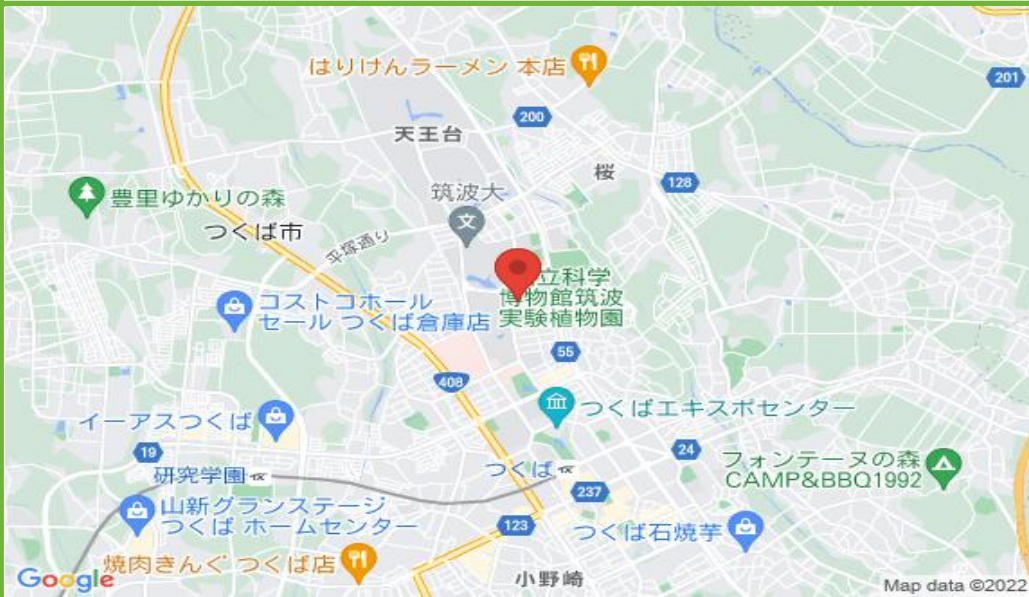 はりけんラーメン 本店
201
200
天王台
桜
128
筑波大
文
豊里ゆかりの森
つくば市
平塚通り
立科学
博物館筑波
実験植物園
コストコホール
セール つくば倉庫店
55
408
つくばエキスポセンター
イーアスつくば
19
24
フォンテーヌの森
CAMP&BBQ1992
研究学園
つくば
237
山新グランステージ
つくば ホームセンター
123
つくば石焼芋
焼肉きんぐ つくば店
小野崎
Google
Map data ©2022